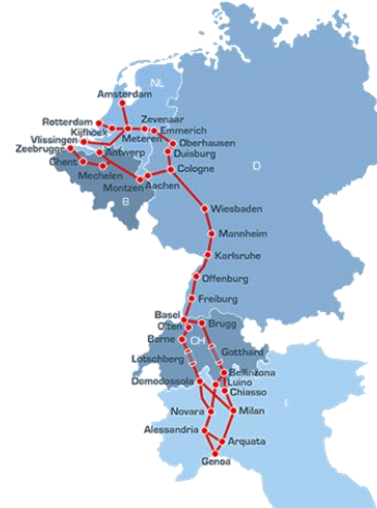 NL
Amsterdam
Rotterdam
Zevenaar
Kijfhoek
Emmerich
Vlissingen
Meteren
Oberhausen
Zeebrugge
Antwerp
Duisburg
Ghent
Cologne
D
Mechelen
Aachen
Montzen
B
Wiesbaden
Mannheim
Karlsruhe
Offenburg
Freiburg
Basel
Olten
Brugg
Berne
CH
Lotschberg
Gotthard
Bellinzona
Domodossola
Luino
Chiasso
I
Novara
Milan
Alessandria
Arquata
Genoa